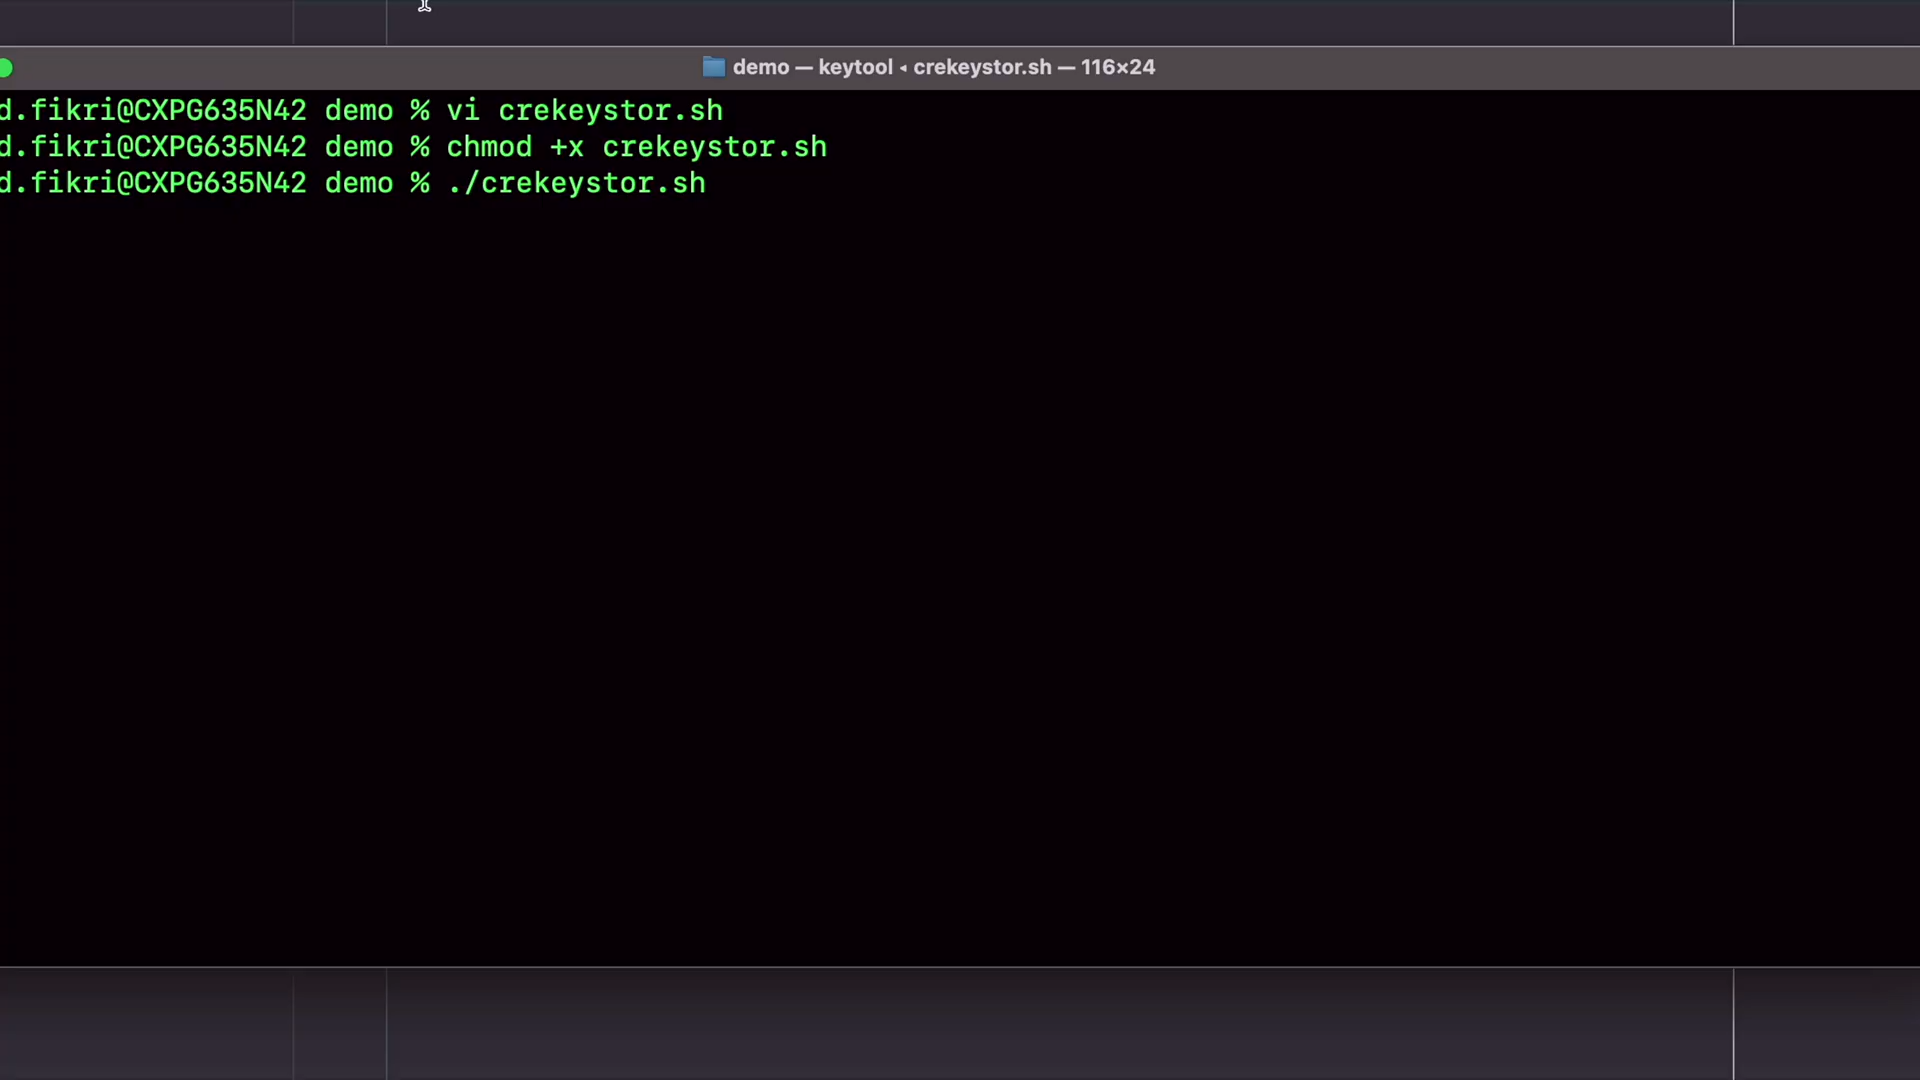 demo — keytool ◂ crekeystor.sh — 116×24
d.fikri@CXPG635N42 demo % vi crekeystor.sh
d.fikri@CXPG635N42 demo % chmod +x crekeystor.sh
d.fikri@CXPG635N42 demo % ./crekeystor.sh